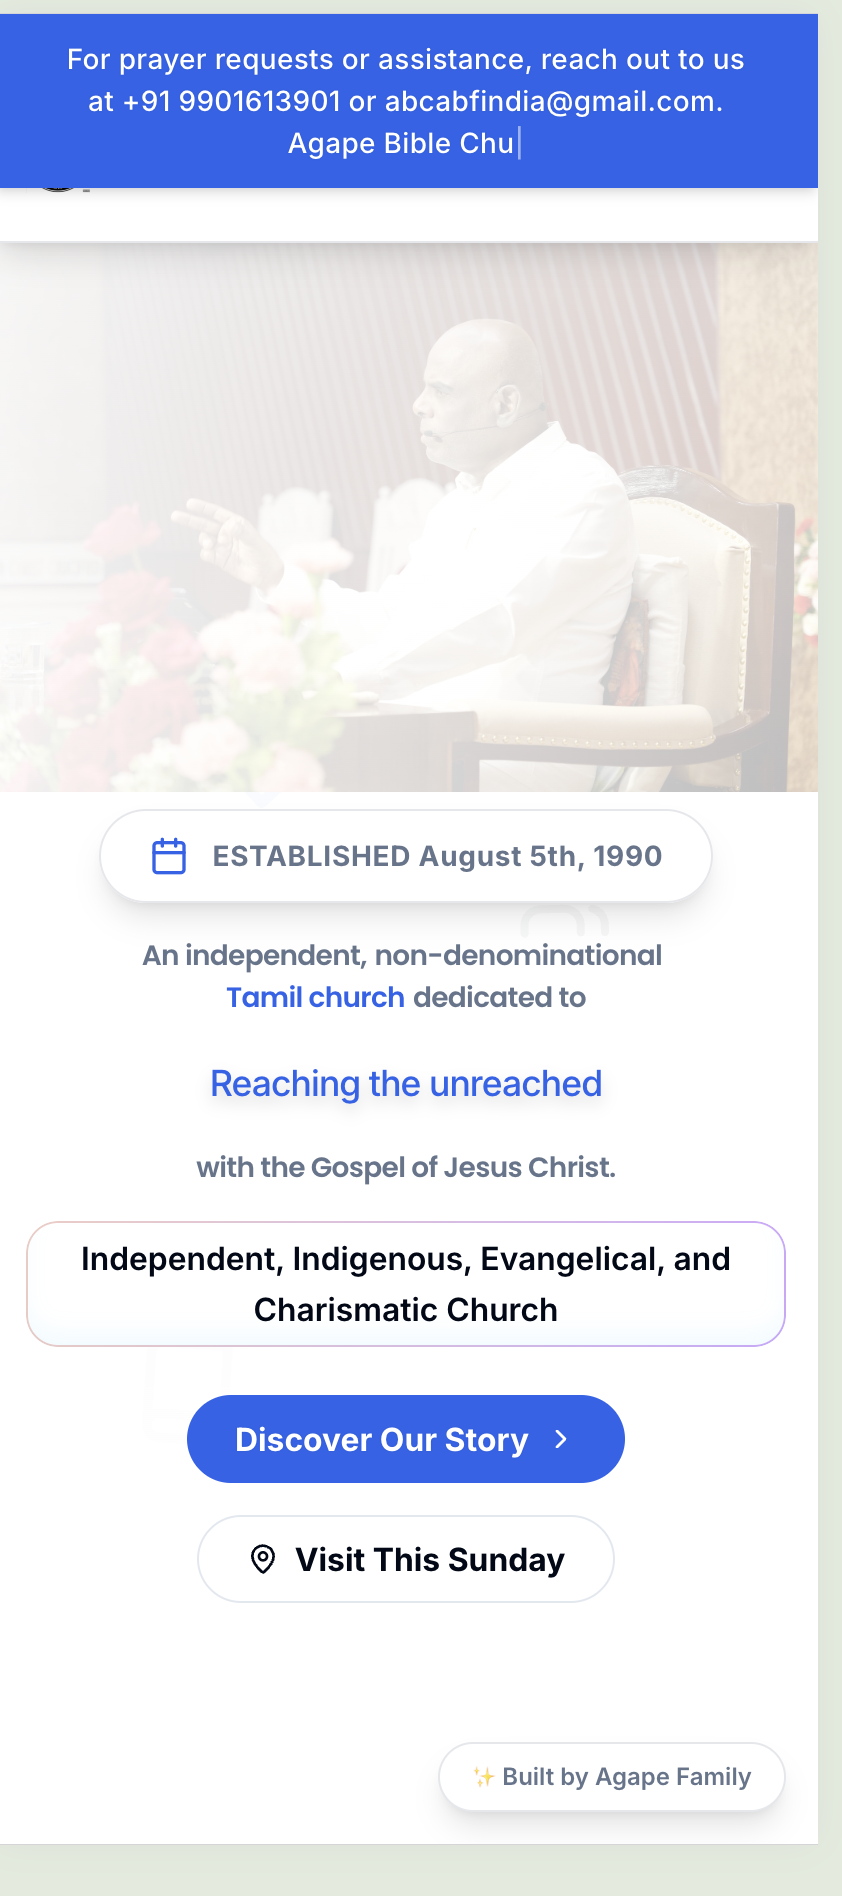 For prayer requests or assistance, reach out to us
at +91 9901613901 or abcabfindia@gmail.com.
Agape Bible Chu
ESTABLISHED August 5th, 1990
An independent, non-denominational
Tamil church dedicated to
Reaching the unreached
with the Gospel of Jesus Christ.
Independent, Indigenous, Evangelical, and
Charismatic Church
Discover Our Story
Visit This Sunday
✨ Built by Agape Family